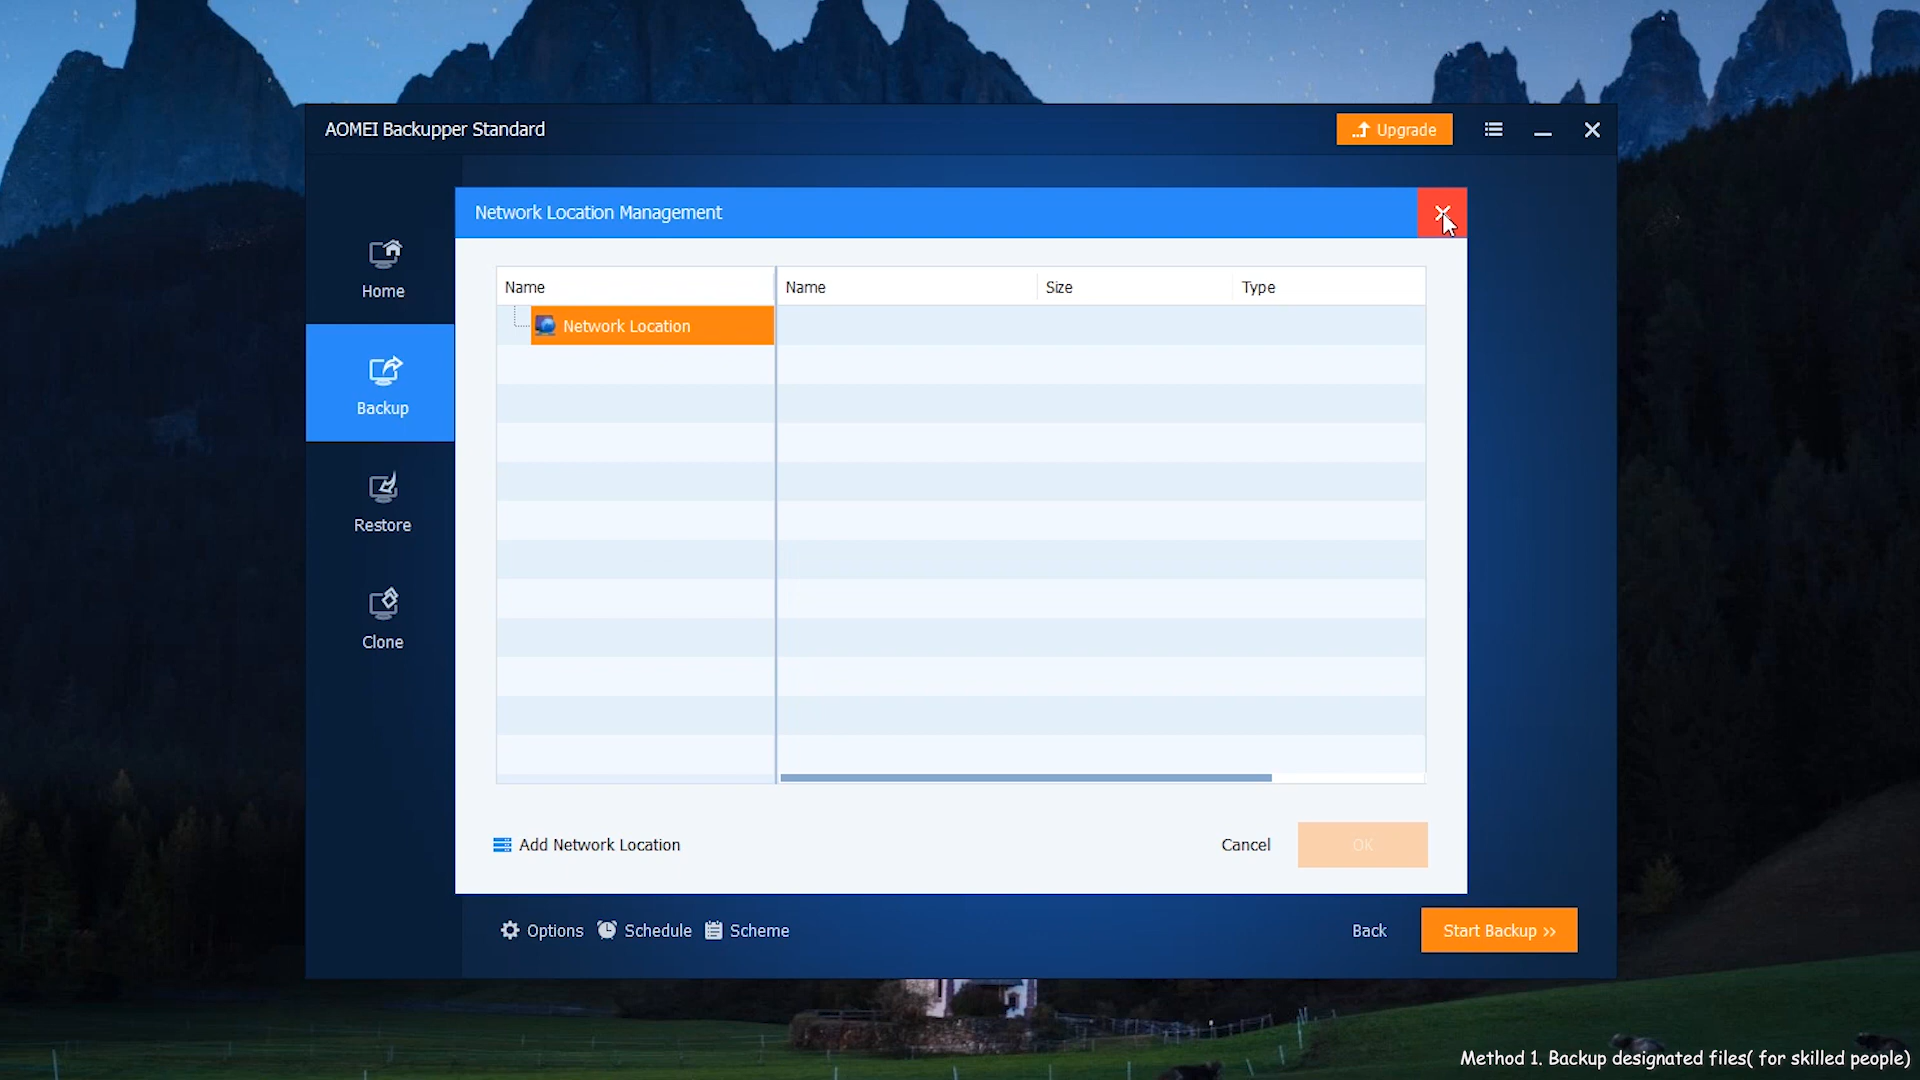 AOMEI Backupper Standard
Upgrade
Network Location Management
Home
Backup
Restore
Clone
Name
Name
Size
Type
Network Location
Add Network Location
Cancel
OK
Options
Schedule
Scheme
Back
Start Backup >>
Method 1. Backup designated files( for skilled people)